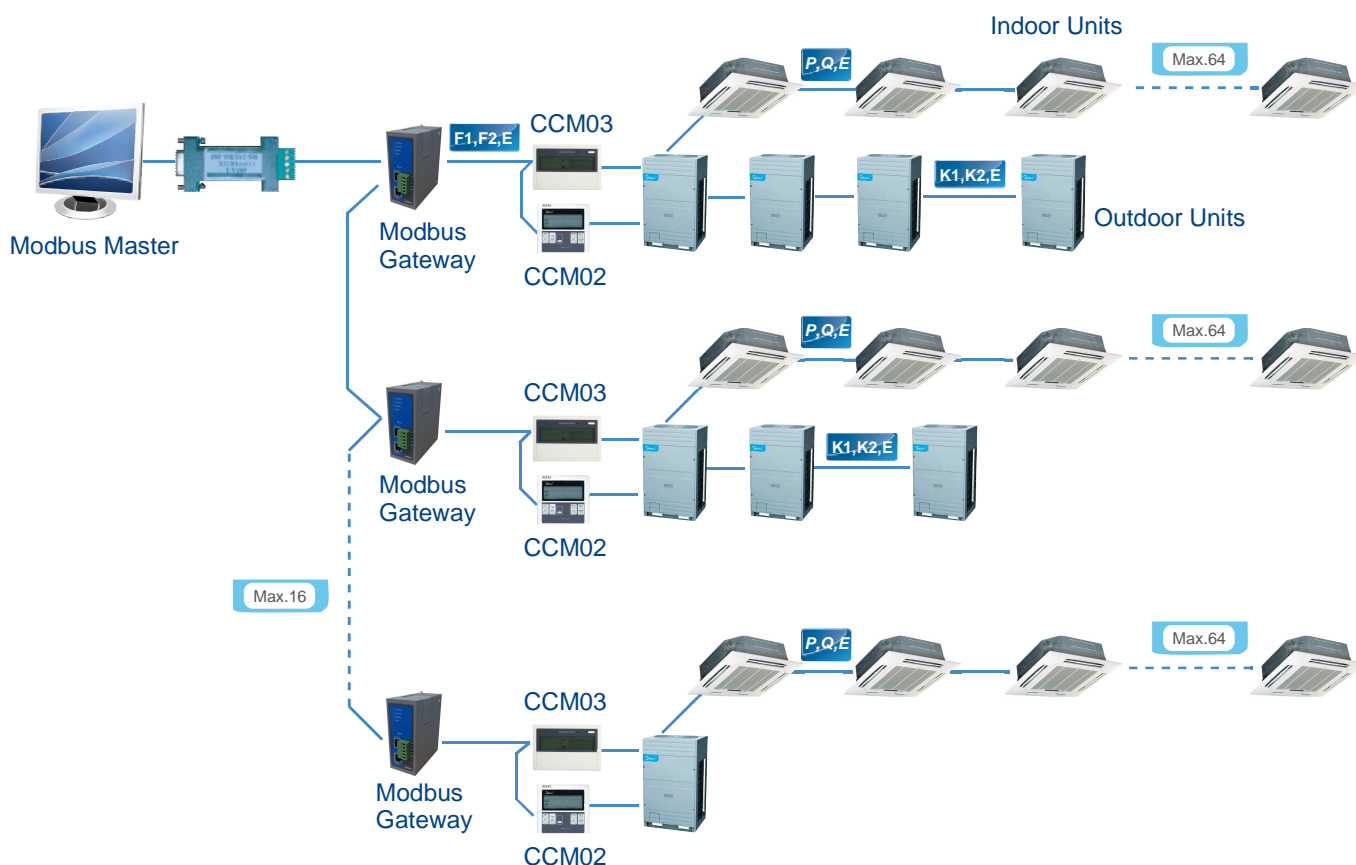 Indoor Units
P,Q,E
Max.64
CCM03
F1,F2,E
K1,K2,E
Modbus Master
Modbus
Gateway
CCM02
Outdoor Units
P,Q,E
Max.64
CCM03
K1,K2,E
Modbus
Gateway
CCM02
Max.16
P,Q,E
Max.64
CCM03
Modbus
Gateway
CCM02